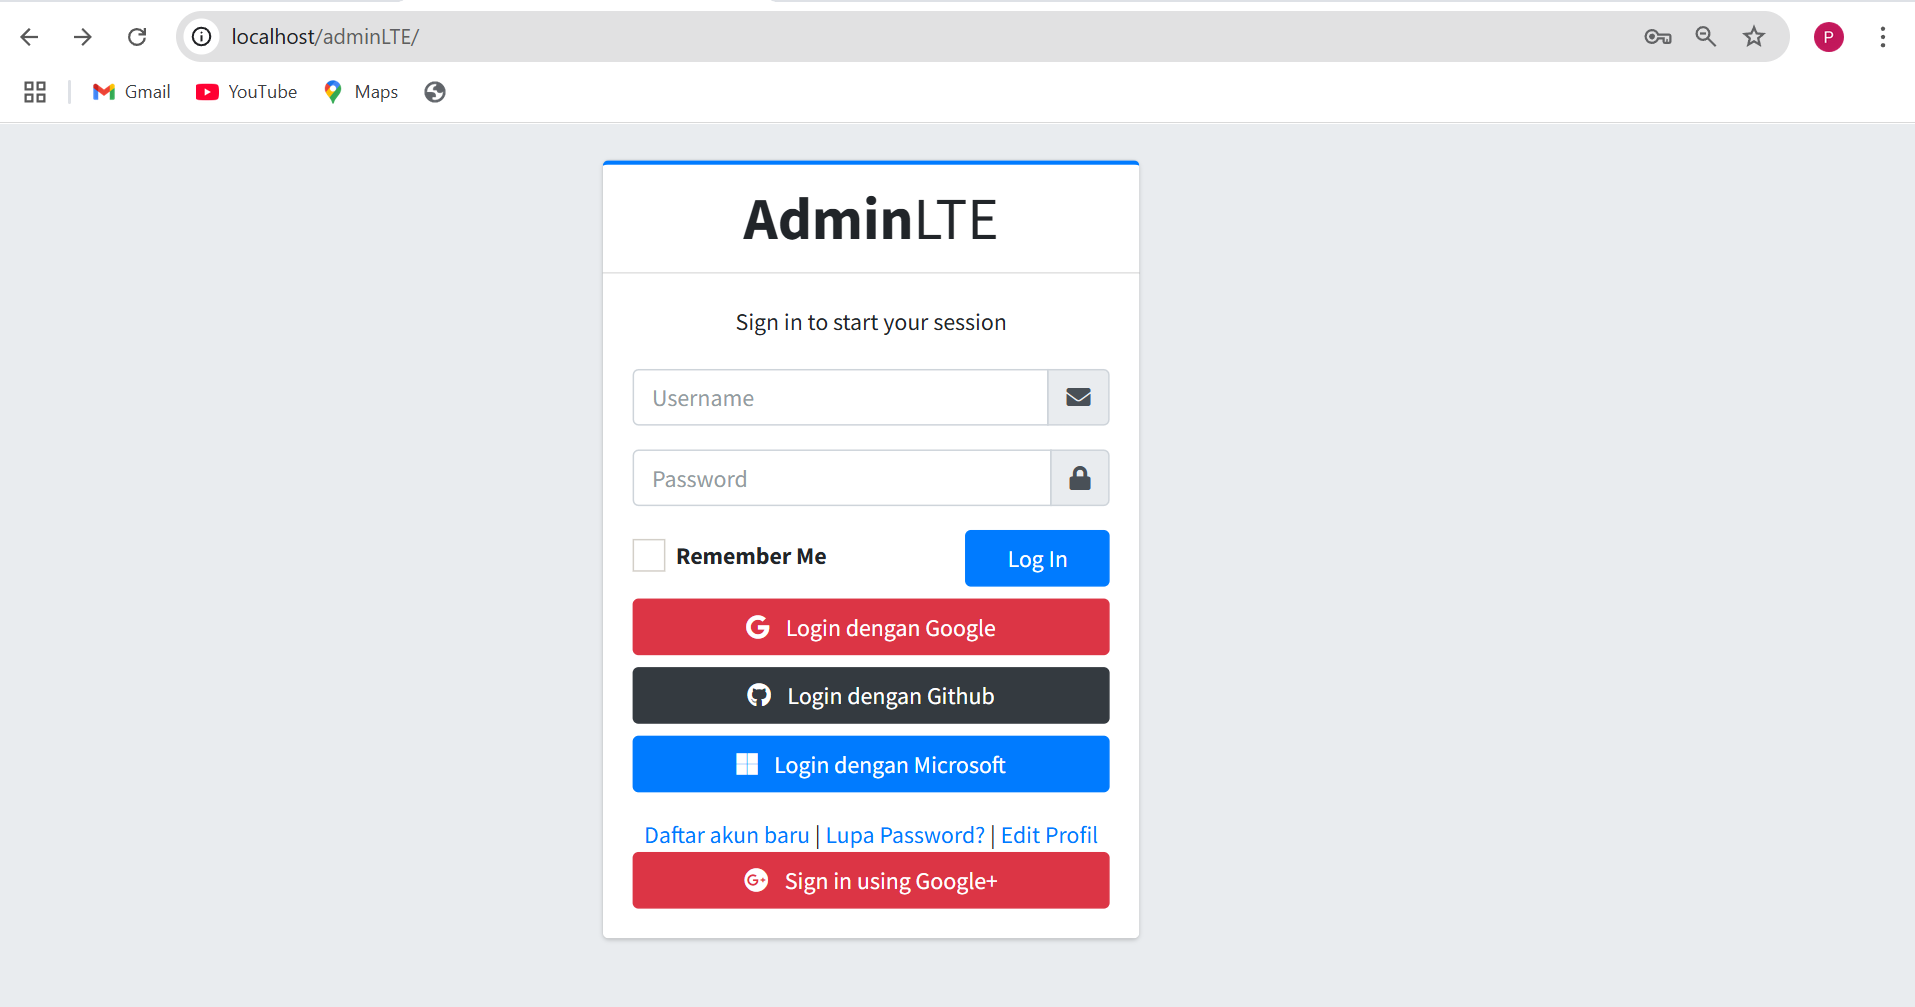 localhost/adminLTE/
P
Gmail YouTube Maps
AdminLTE
Sign in to start your session
Username
Password
Remember Me Log In
Login dengan Google
Login dengan Github
Login dengan Microsoft
Daftar akun baru | Lupa Password? | Edit Profil
Sign in using Google+